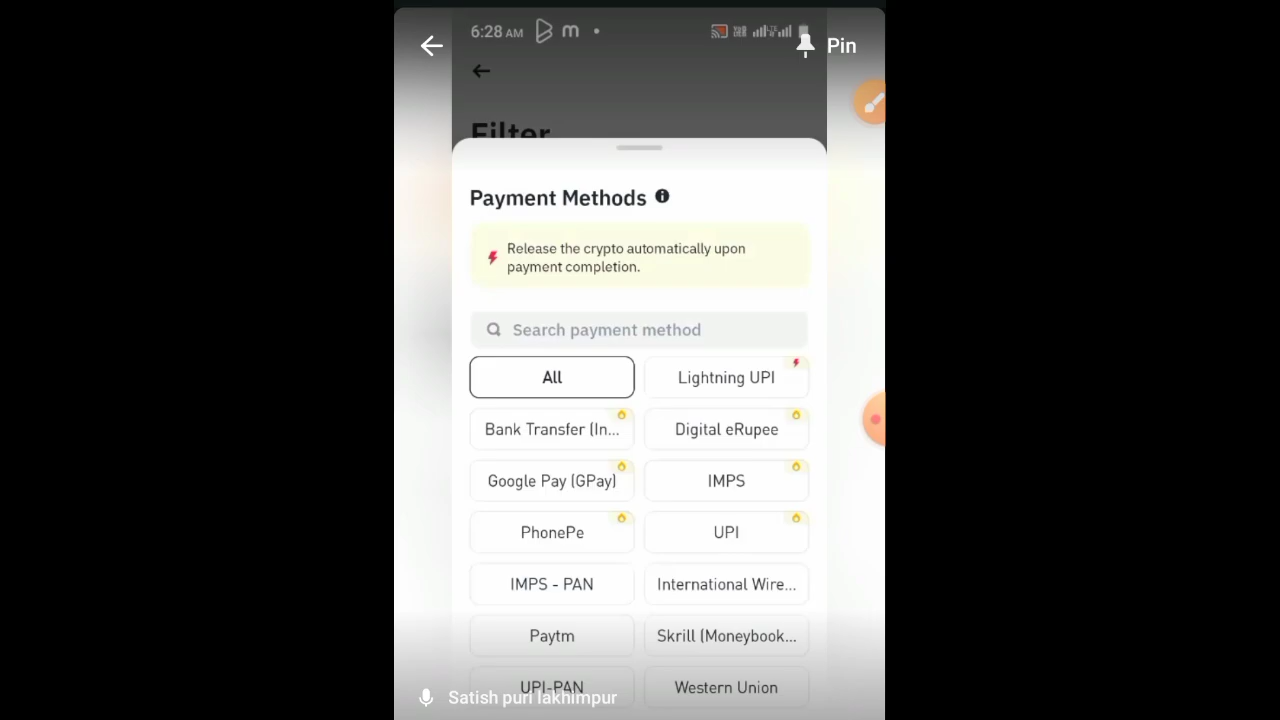 6:28 AM
Pin
Filter
Payment Methods
Release the crypto automatically upon
payment completion.
Search payment method
All
Lightning UPI
Bank Transfer (In...
Digital eRupee
Google Pay (GPay)
IMPS
PhonePe
UPI
IMPS - PAN
International Wire...
Paytm
Skrill (Moneybook...
UPI-PAN
Western Union
Satish puri lakhimpur